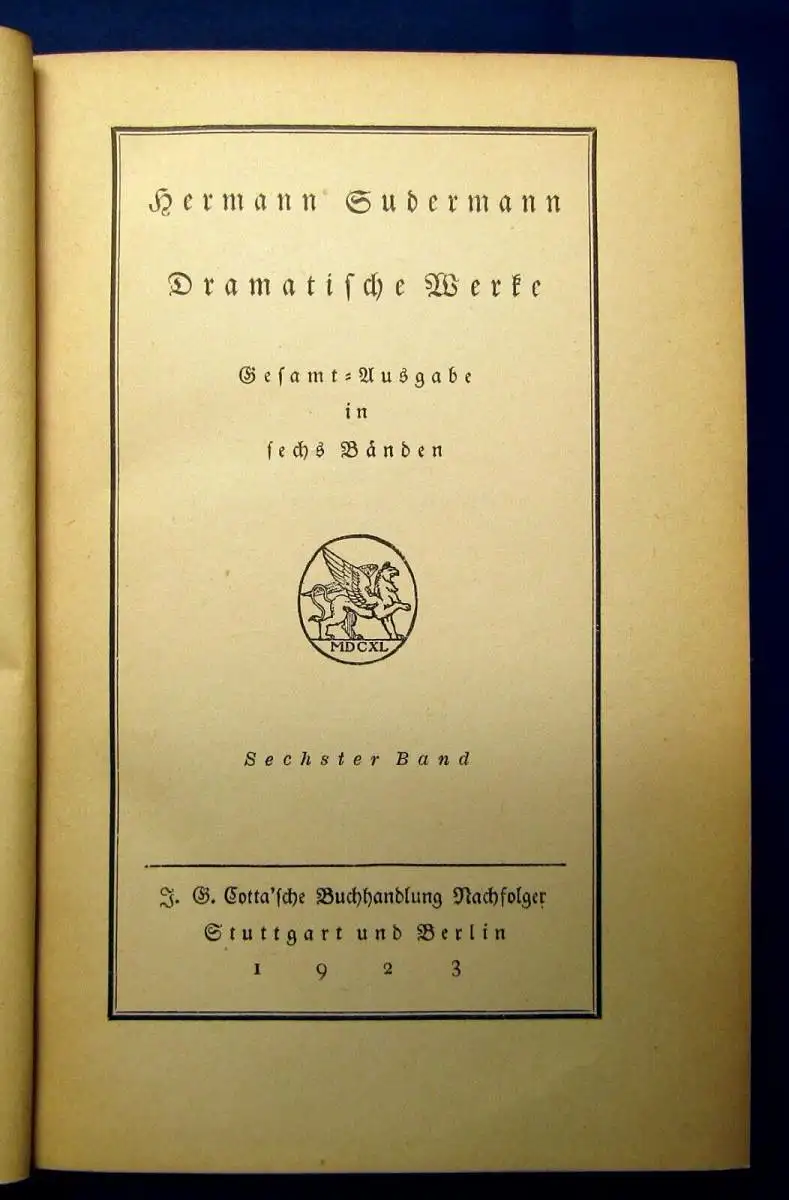 Hermann Sudermann
Dramatische Werke
Gesamt-Ausgabe
in
sechs Bänden
MDCXL
Sechster Band
J. G. Cotta'sche Buchhandlung Nachfolger
Stuttgart und Berlin
1923